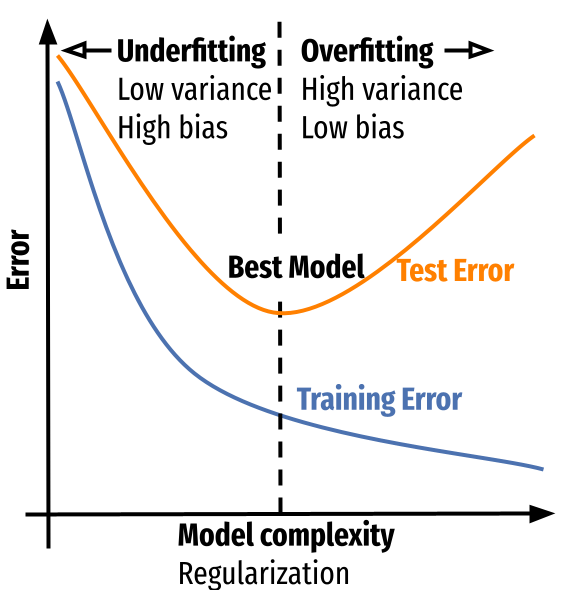 Underfitting
Low variance
High bias
Overfitting
High variance
Low bias
Error
Best Model
Test Error
Training Error
Model complexity
Regularization